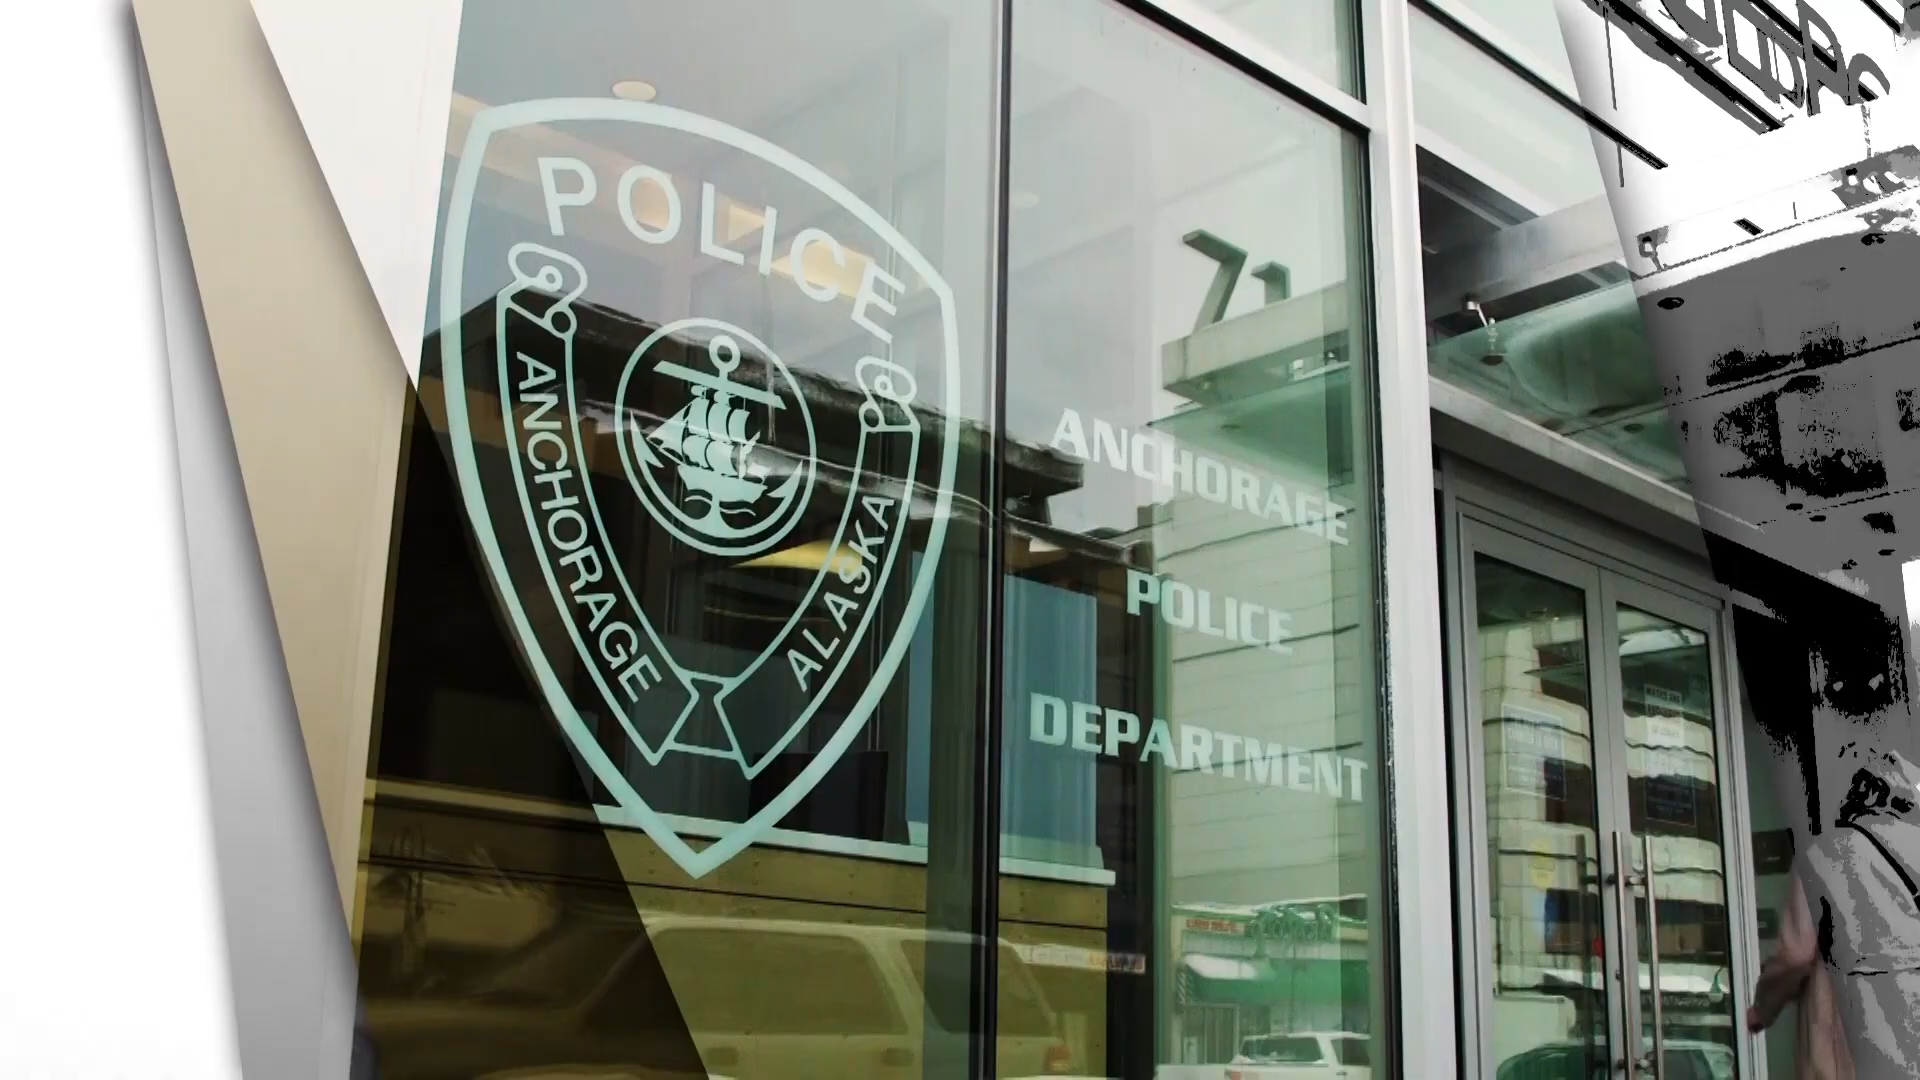 POLICE
ANCHORAGE
ALASKA
ANCHORAGE
POLICE
DEPARTMENT